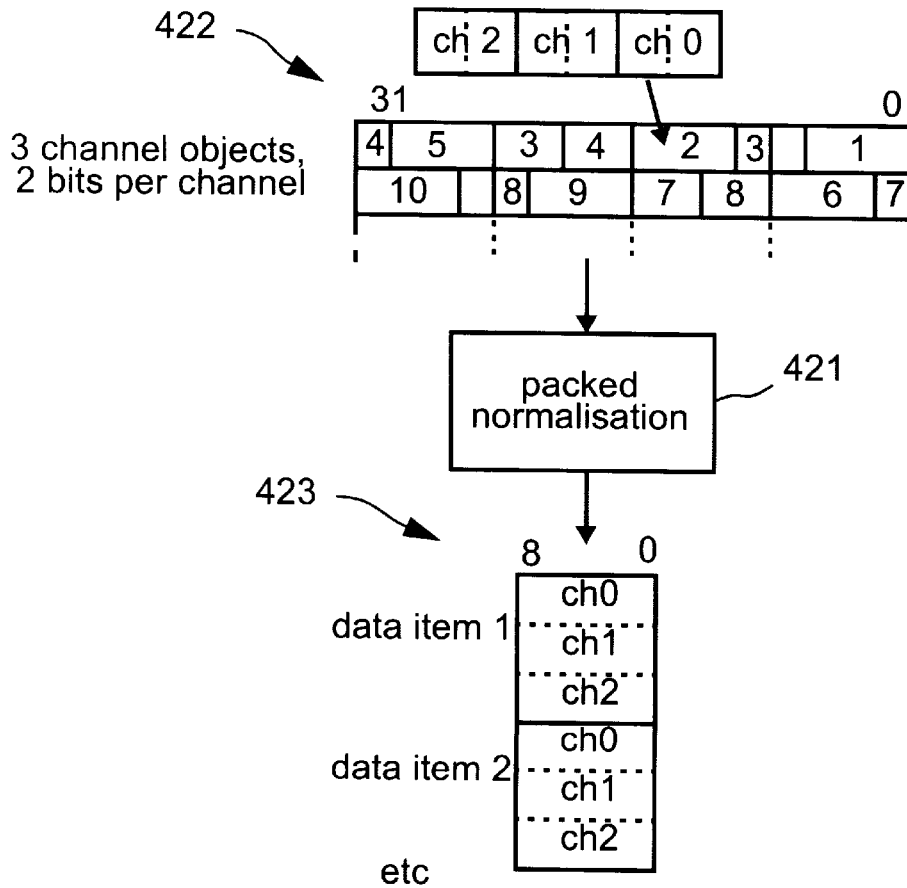 422
ch 2 ch 1 ch 0
31 0
3 channel objects,
2 bits per channel
4 5 3 4 2 3 1
10 8 9 7 8 6 7
packed
normalisation
421
423
8 0
data item 1
ch0
ch1
ch2
data item 2
ch0
ch1
ch2
etc